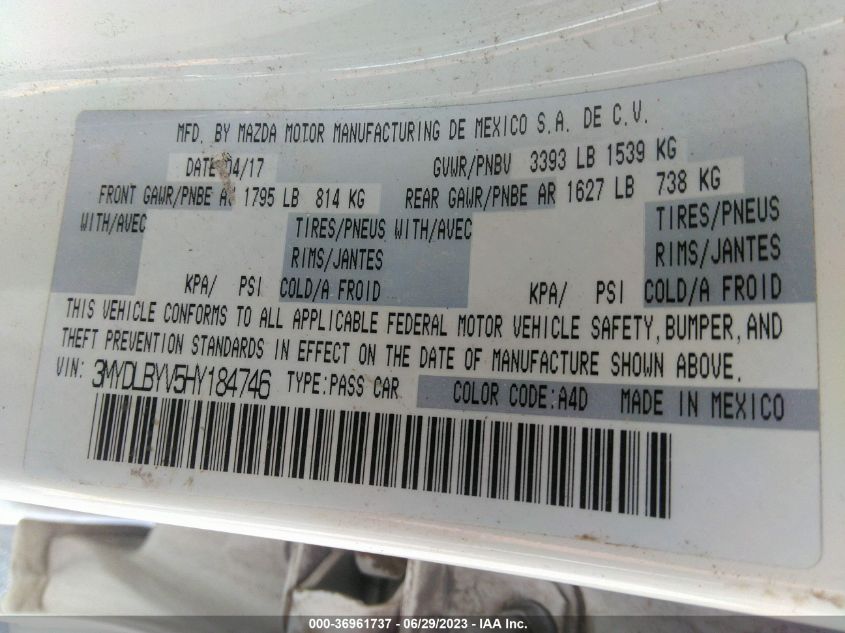 MFD. BY MAZDA MOTOR MANUFACTURING DE MEXICO S.A. DE C.V.
DATE 04/17 GVWR/PNBV 3393 LB 1539 KG
FRONT GAWR/PNBE AV 1795 LB 814 KG REAR GAWR/PNBE AR 1627 LB 738 KG
WITH/AVEC TIRES/PNEUS WITH/AVEC TIRES/PNEUS
RIMS/JANTES RIMS/JANTES
KPA/ PSI COLD/A FROID KPA/ PSI COLD/A FROID
THIS VEHICLE CONFORMS TO ALL APPLICABLE FEDERAL MOTOR VEHICLE SAFETY, BUMPER, AND
THEFT PREVENTION STANDARDS IN EFFECT ON THE DATE OF MANUFACTURE SHOWN ABOVE.
VIN: 3MYDLBYV5HY184746 TYPE:PASS CAR COLOR CODE:A4D MADE IN MEXICO
000-36961737 - 06/29/2023 - IAA Inc.